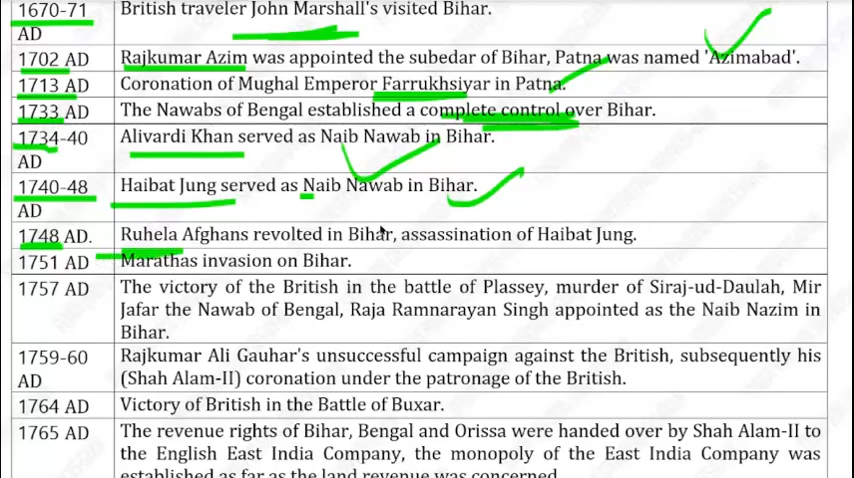 1670-71 British traveler John Marshall's visited Bihar.
AD
1702 AD Rajkumar Azim was appointed the subedar of Bihar, Patna was named 'Azimabad'.
1713 AD Coronation of Mughal Emperor Farrukhsiyar in Patna.
1733 AD The Nawabs of Bengal established a complete control over Bihar.
1734-40 Alivardi Khan served as Naib Nawab in Bihar.
AD
1740-48 Haibat Jung served as Naib Nawab in Bihar.
AD
1748 AD. Ruhela Afghans revolted in Bihar, assassination of Haibat Jung.
1751 AD Marathas invasion on Bihar.
1757 AD The victory of the British in the battle of Plassey, murder of Siraj-ud-Daulah, Mir
Jafar the Nawab of Bengal, Raja Ramnarayan Singh appointed as the Naib Nazim in
Bihar.
1759-60 Rajkumar Ali Gauhar's unsuccessful campaign against the British, subsequently his
AD (Shah Alam-II) coronation under the patronage of the British.
1764 AD Victory of British in the Battle of Buxar.
1765 AD The revenue rights of Bihar, Bengal and Orissa were handed over by Shah Alam-II to
the English East India Company, the monopoly of the East India Company was
established as far as the land revenue was concerned